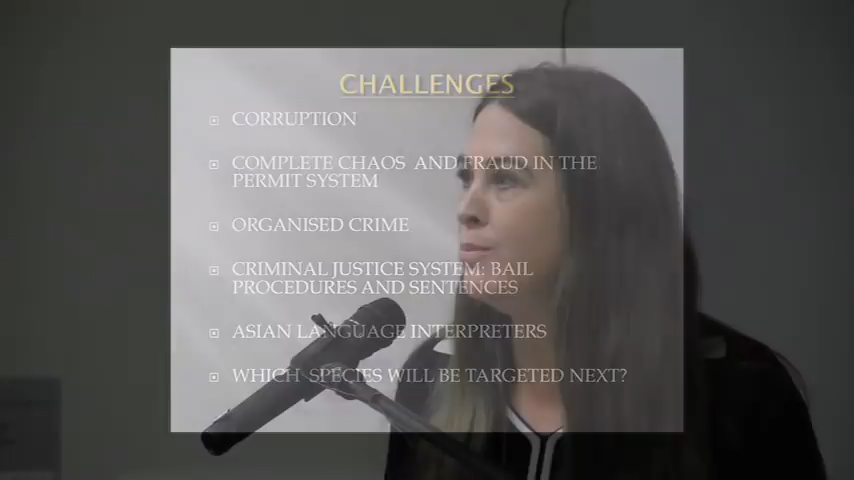 CHALLENGES
CORRUPTION
COMPLETE CHAOS AND FRAUD IN THE
PERMIT SYSTEM
ORGANISED CRIME
CRIMINAL JUSTICE SYSTEM: BAIL
PROCEDURES AND SENTENCES
ASIAN LANGUAGE INTERPRETERS
WHICH SPECIES WILL BE TARGETED NEXT?